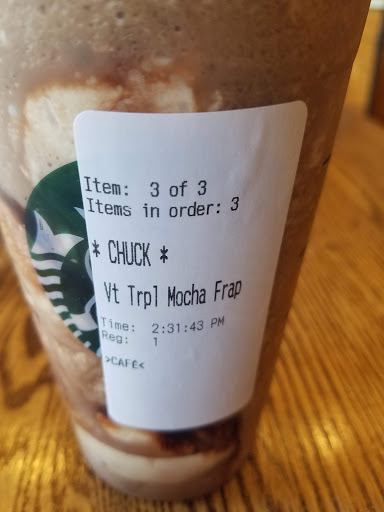 Item: 3 of 3
Items in order: 3
* CHUCK *
Vt Trpl Mocha Frap
Time: 2:31:43 PM
Reg: 1
>CAFÉ<